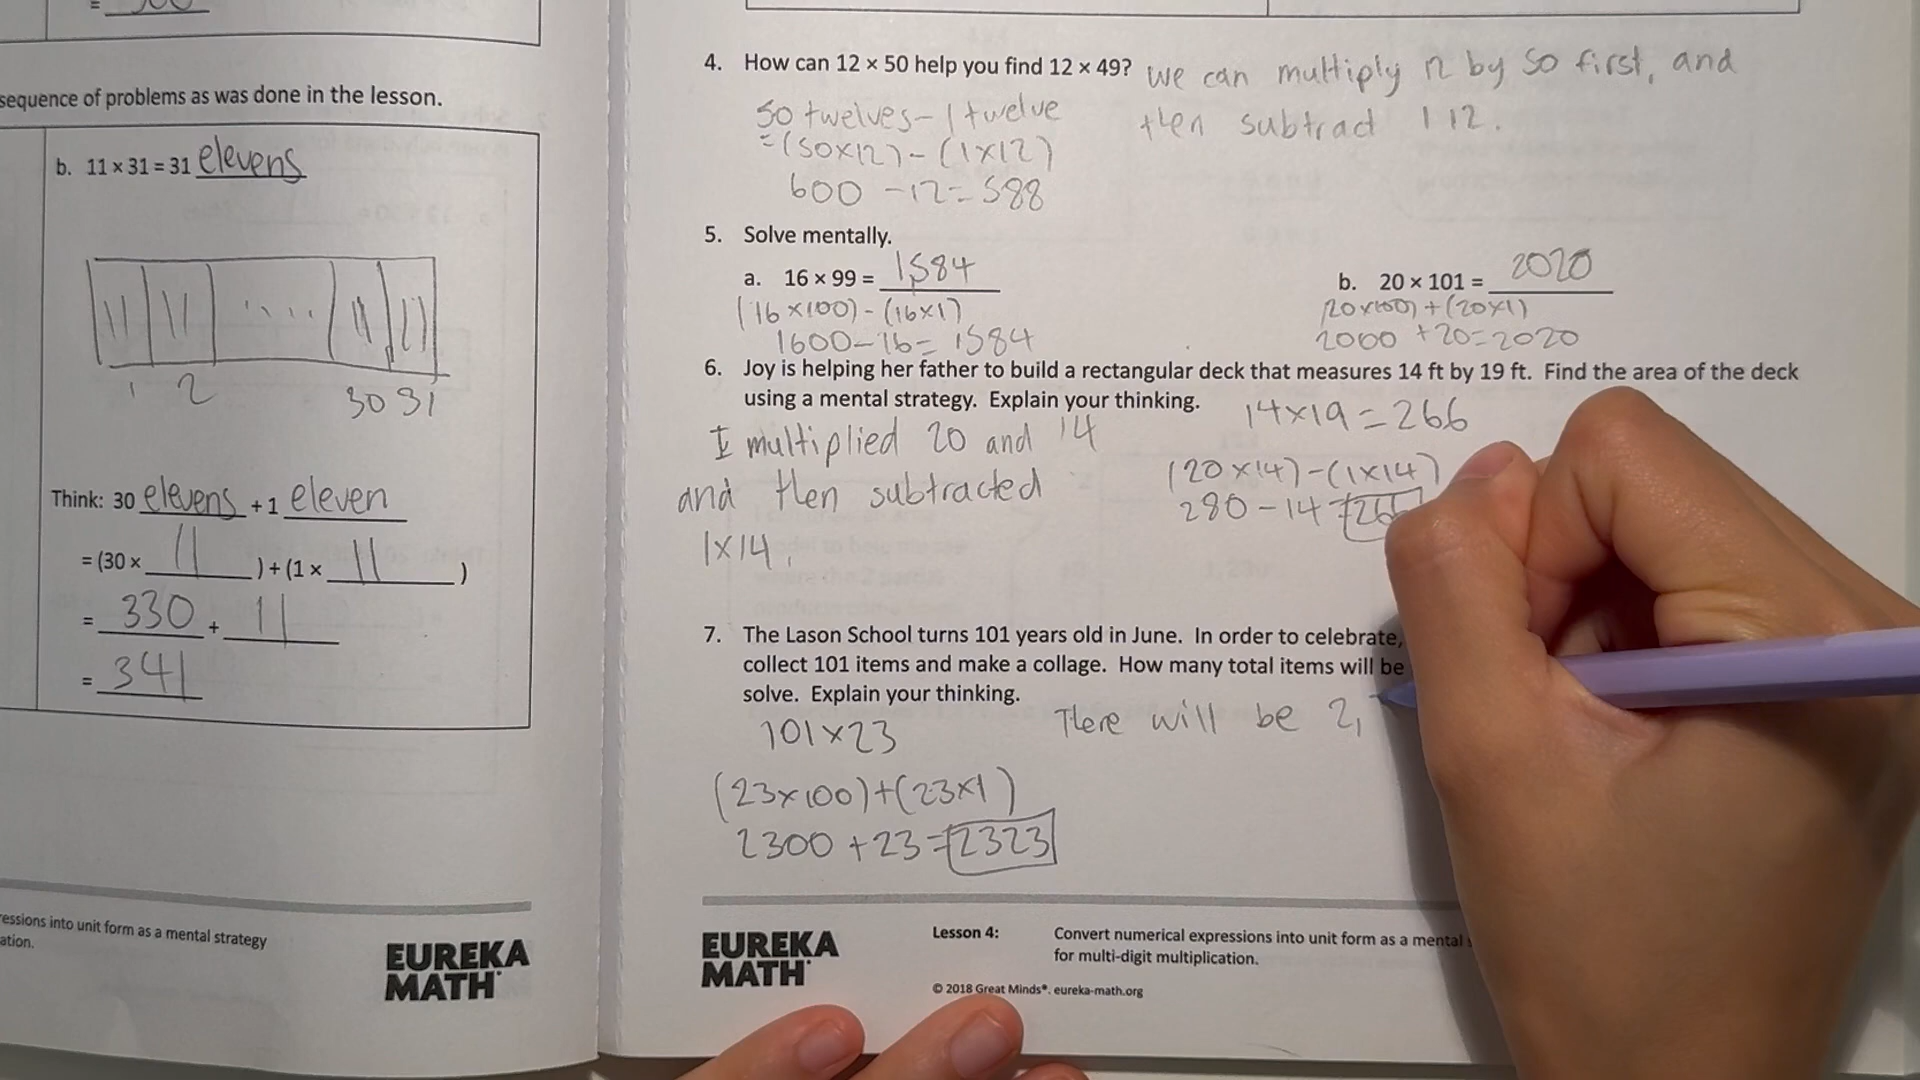 sequence of problems as was done in the lesson.
b. 11 × 31 = 31 elevens
11 11 .... 11 11
1 2 30 31
Think: 30 elevens + 1 eleven
= (30 × 11) + (1 × 11)
= 330 + 11
= 341
essions into unit form as a mental strategy
ation.
EUREKA
MATH
4. How can 12 × 50 help you find 12 × 49? We can multiply 12 by 50 first, and
then subtract 1 12.
50 twelves - 1 twelve
=(50×12) - (1×12)
600 - 12 = 588
5. Solve mentally.
a. 16 × 99 = 1,584
(16×100) - (16×1)
1600 - 16 = 1584
b. 20 × 101 = 2020
(20×100) + (20×1)
2000 + 20 = 2020
6. Joy is helping her father to build a rectangular deck that measures 14 ft by 19 ft. Find the area of the deck
using a mental strategy. Explain your thinking.
14×19 = 266
I multiplied 20 and 14
and then subtracted
1×14.
(20×14) - (1×14)
280 - 14 = 266
7. The Lason School turns 101 years old in June. In order to celebrate,
collect 101 items and make a collage. How many total items will be
solve. Explain your thinking.
There will be 2,
101×23
(23×100)+(23×1)
2300 + 23 = 2323
EUREKA
MATH
Lesson 4: Convert numerical expressions into unit form as a mental
for multi-digit multiplication.
© 2018 Great Minds®. eureka-math.org